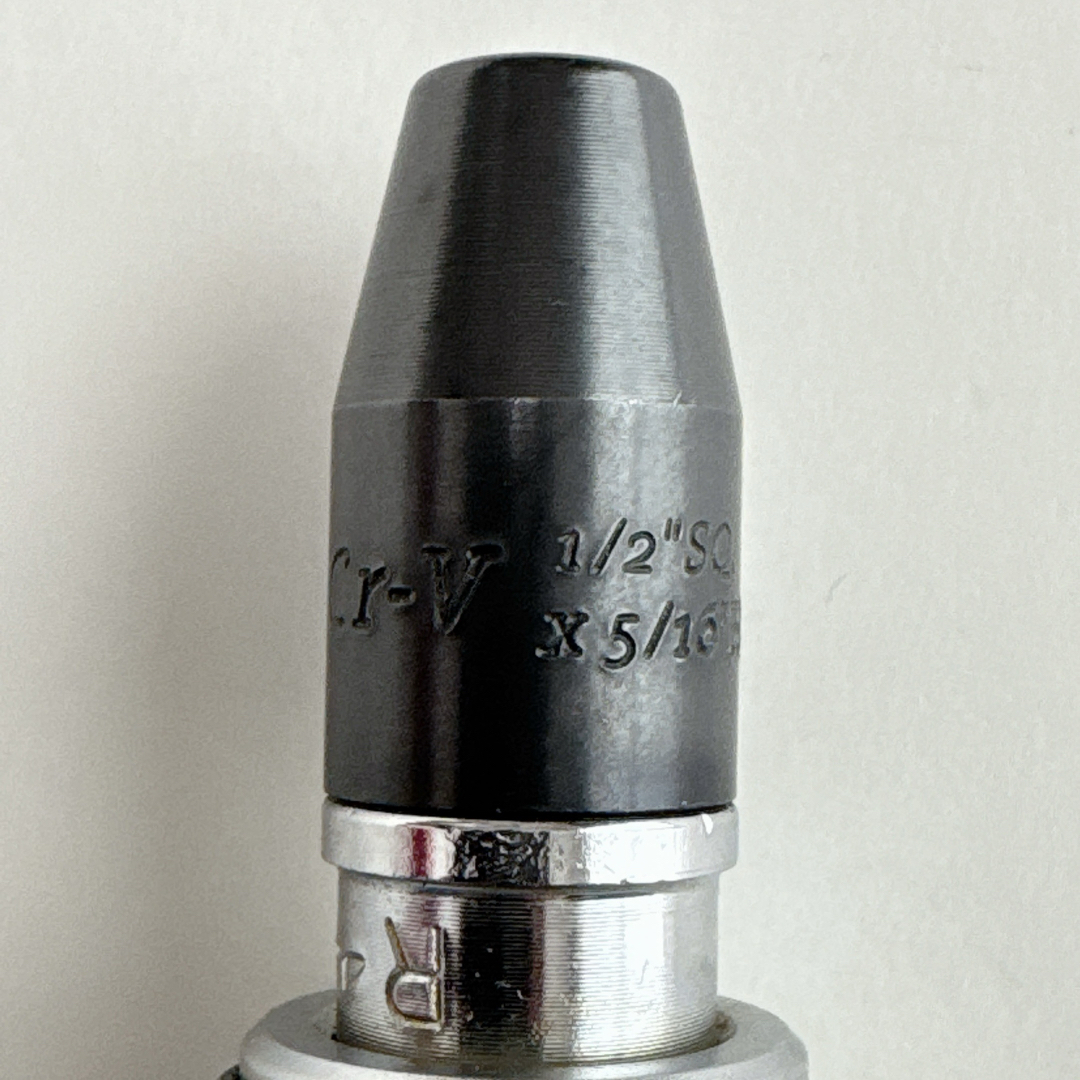 Cr-V
1/2"SQ
x 5/16"
R